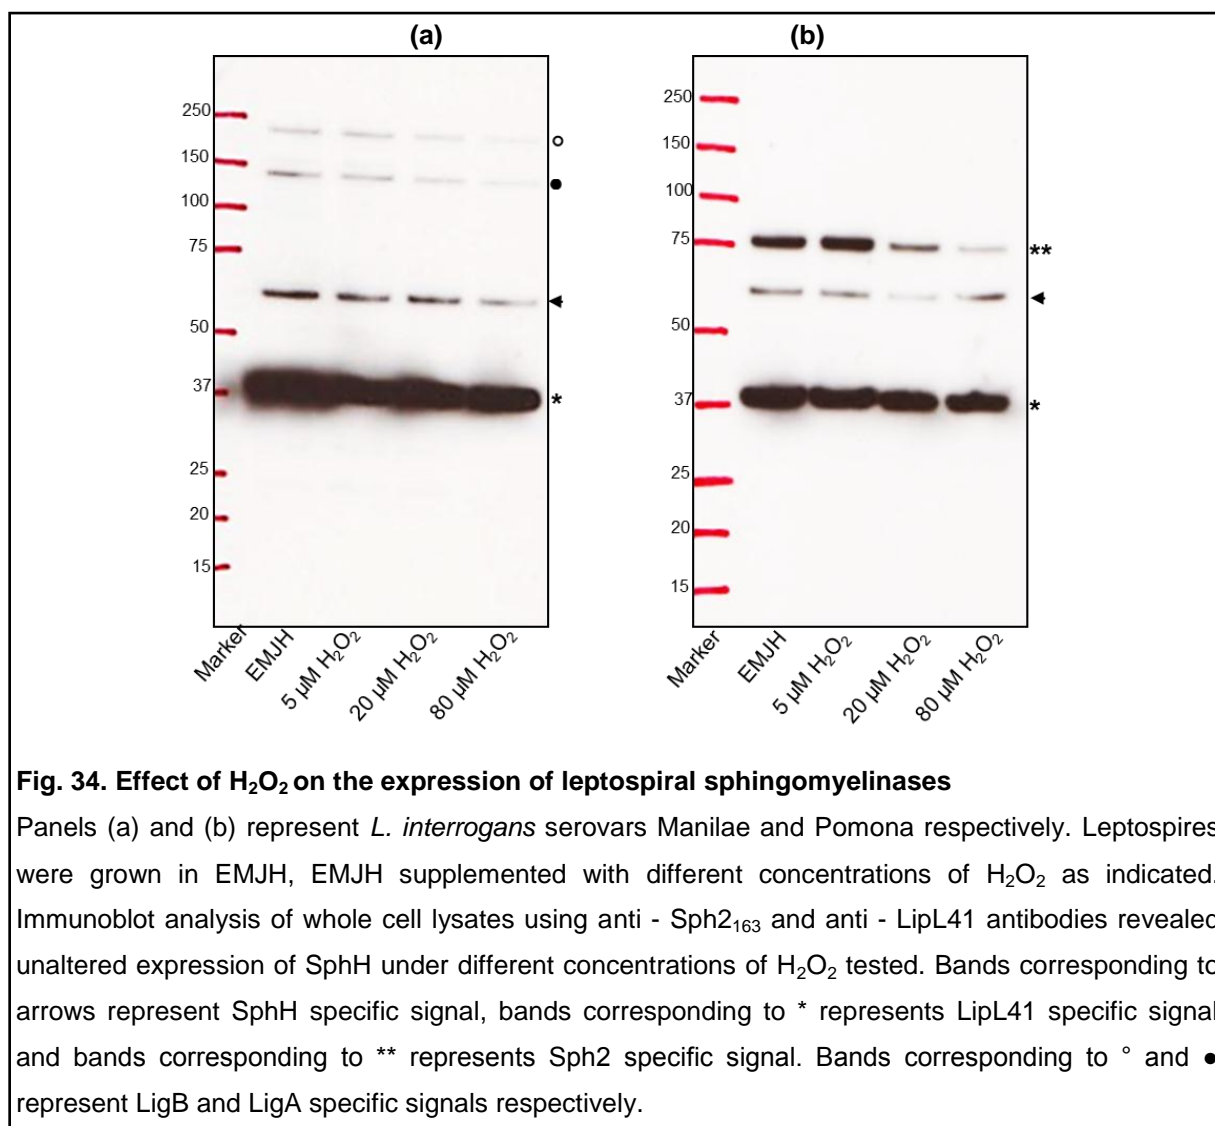 (a) (b)
250
150
100
75
50
37
25
20
15
°
●
*
250
150
100
75
50
37
25
20
15
**
*
Marker
EMJH
5 µM H₂O₂
20 µM H₂O₂
80 µM H₂O₂
Marker
EMJH
5 µM H₂O₂
20 µM H₂O₂
80 µM H₂O₂
Fig. 34. Effect of H₂O₂ on the expression of leptospiral sphingomyelinases
Panels (a) and (b) represent L. interrogans serovars Manilae and Pomona respectively. Leptospires
were grown in EMJH, EMJH supplemented with different concentrations of H₂O₂ as indicated.
Immunoblot analysis of whole cell lysates using anti - Sph2₁₆₃ and anti - LipL41 antibodies revealed
unaltered expression of SphH under different concentrations of H₂O₂ tested. Bands corresponding to
arrows represent SphH specific signal, bands corresponding to * represents LipL41 specific signal
and bands corresponding to ** represents Sph2 specific signal. Bands corresponding to ° and ●
represent LigB and LigA specific signals respectively.